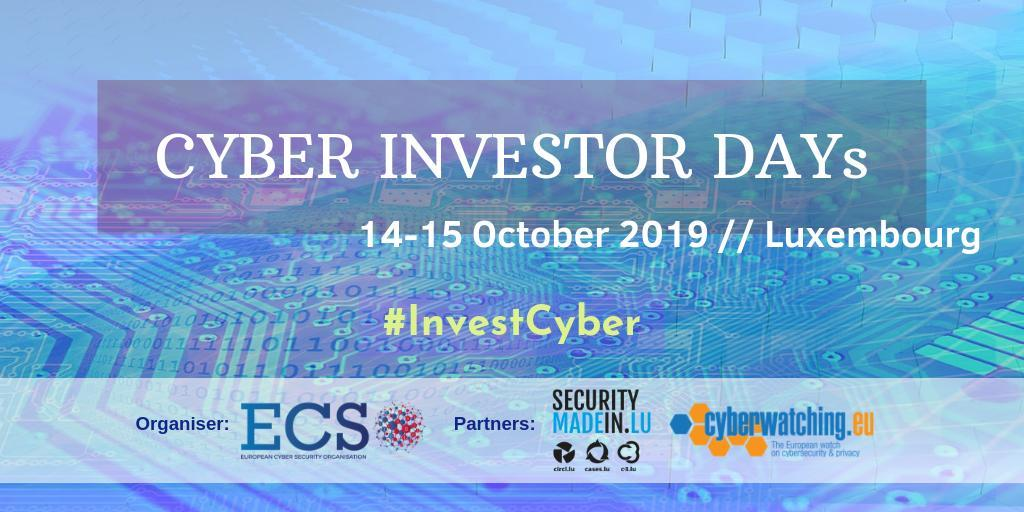 CYBER INVESTOR DAYs
14-15 October 2019 // Luxembourg
#InvestCyber
Organiser:
ECS
EUROPEAN CYBER SECURITY ORGANISATION
Partners:
SECURITY
MADEIN.LU
circl.lu cases.lu c3.lu
cyberwatching.eu
The European watch
on cybersecurity & privacy